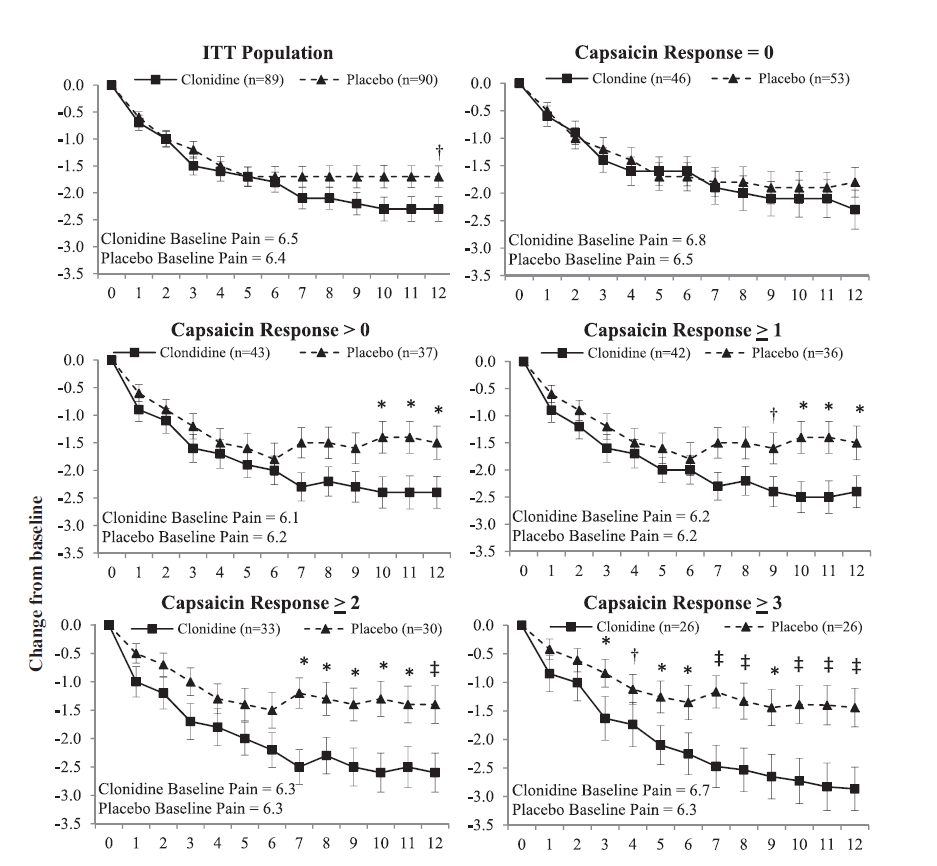 ITT Population
Clonidine (n=89) Placebo (n=90)
0.0
-0.5
-1.0
-1.5
-2.0
-2.5
-3.0
-3.5
†
Clonidine Baseline Pain = 6.5
Placebo Baseline Pain = 6.4
0 1 2 3 4 5 6 7 8 9 10 11 12
Capsaicin Response = 0
Clondine (n=46) Placebo (n=53)
0.0
-0.5
-1.0
-1.5
-2.0
-2.5
-3.0
-3.5
Clonidine Baseline Pain = 6.8
Placebo Baseline Pain = 6.5
0 1 2 3 4 5 6 7 8 9 10 11 12
Capsaicin Response > 0
Clondidine (n=43) Placebo (n=37)
0.0
-0.5
-1.0
-1.5
-2.0
-2.5
-3.0
-3.5
* * *
Clonidine Baseline Pain = 6.1
Placebo Baseline Pain = 6.2
0 1 2 3 4 5 6 7 8 9 10 11 12
Capsaicin Response ≥ 1
Clonidine (n=42) Placebo (n=36)
0.0
-0.5
-1.0
-1.5
-2.0
-2.5
-3.0
-3.5
† * * *
Clonidine Baseline Pain = 6.2
Placebo Baseline Pain = 6.2
0 1 2 3 4 5 6 7 8 9 10 11 12
Change from baseline
Capsaicin Response ≥ 2
Clonidine (n=33) Placebo (n=30)
0.0
-0.5
-1.0
-1.5
-2.0
-2.5
-3.0
-3.5
* * * * * ‡
Clonidine Baseline Pain = 6.3
Placebo Baseline Pain = 6.3
0 1 2 3 4 5 6 7 8 9 10 11 12
Capsaicin Response ≥ 3
Clonidine (n=26) Placebo (n=26)
0.0
-0.5
-1.0
-1.5
-2.0
-2.5
-3.0
-3.5
* † * * ‡ ‡ * ‡ ‡ ‡
Clonidine Baseline Pain = 6.7
Placebo Baseline Pain = 6.3
0 1 2 3 4 5 6 7 8 9 10 11 12